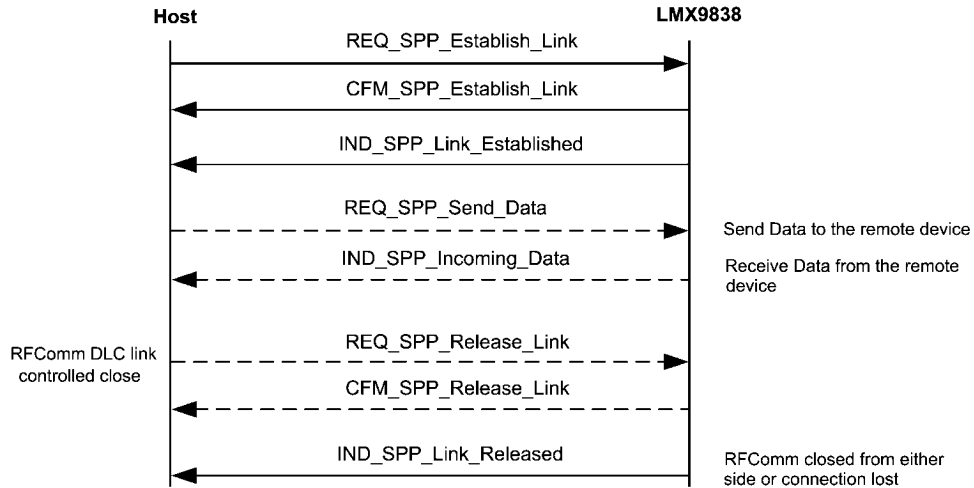 Host
LMX9838
REQ_SPP_Establish_Link
CFM_SPP_Establish_Link
IND_SPP_Link_Established
REQ_SPP_Send_Data
Send Data to the remote device
IND_SPP_Incoming_Data
Receive Data from the remote
device
REQ_SPP_Release_Link
RFComm DLC link
controlled close
CFM_SPP_Release_Link
IND_SPP_Link_Released
RFComm closed from either
side or connection lost